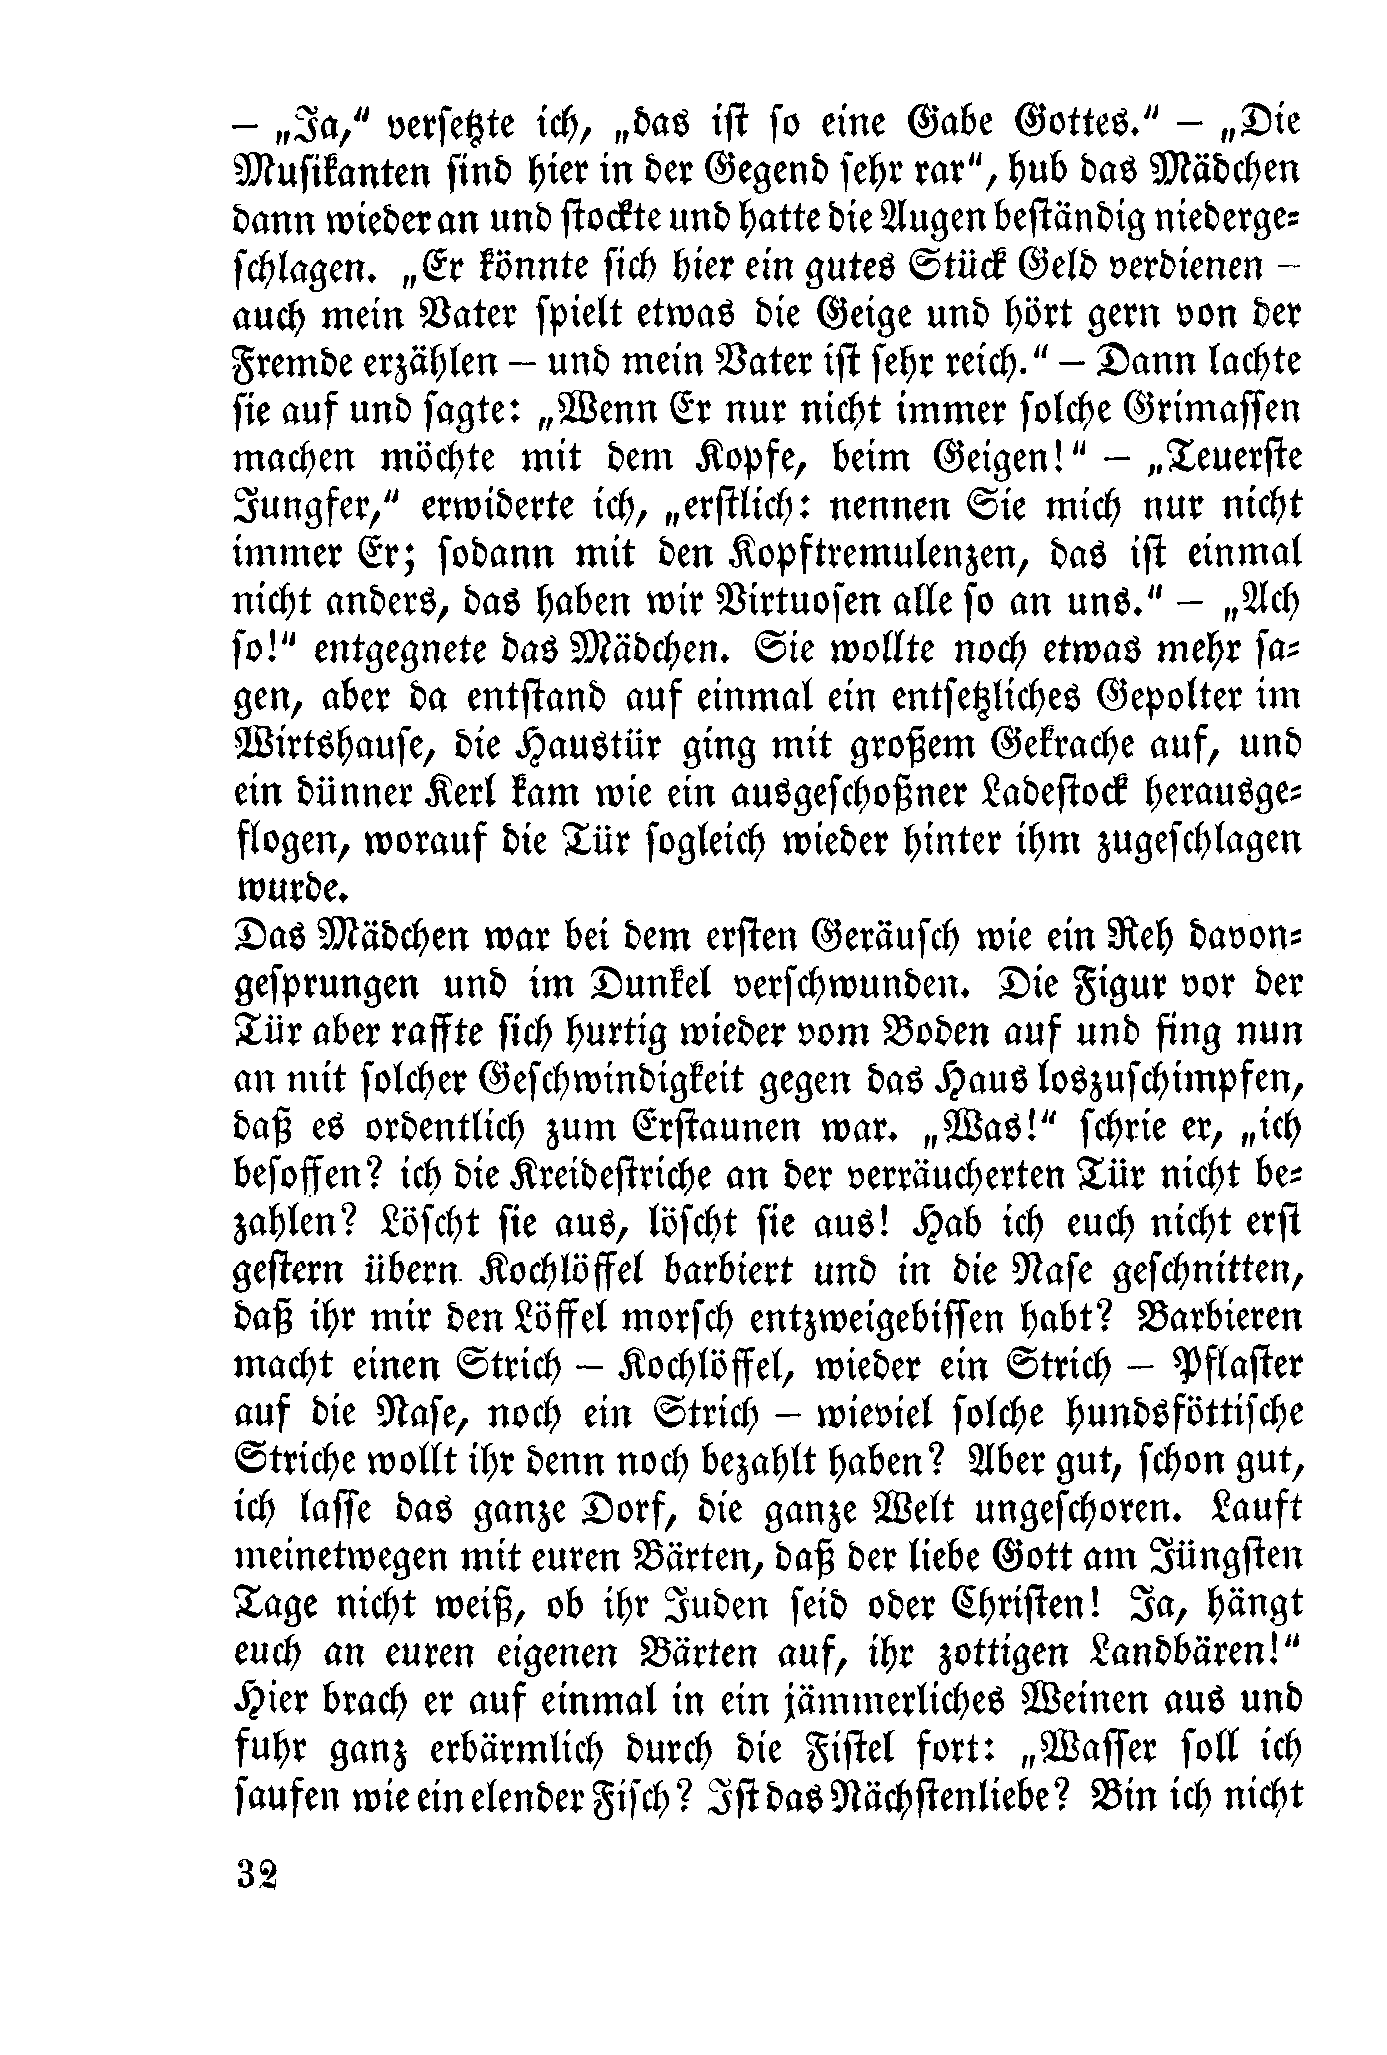 – „Ja,“ versetzte ich, „das ist so eine Gabe Gottes.“ – „Die
Musikanten sind hier in der Gegend sehr rar“, hub das Mädchen
dann wieder an und stockte und hatte die Augen beständig niederge-
schlagen. „Er könnte sich hier ein gutes Stück Geld verdienen –
auch mein Vater spielt etwas die Geige und hört gern von der
Fremde erzählen – und mein Vater ist sehr reich.“ – Dann lachte
sie auf und sagte: „Wenn Er nur nicht immer solche Grimassen
machen möchte mit dem Kopfe, beim Geigen!“ – „Teuerste
Jungfer,“ erwiderte ich, „erstlich: nennen Sie mich nur nicht
immer Er; sodann mit den Kopftremulenzen, das ist einmal
nicht anders, das haben wir Virtuosen alle so an uns.“ – „Ach
so!“ entgegnete das Mädchen. Sie wollte noch etwas mehr sa-
gen, aber da entstand auf einmal ein entsetzliches Gepolter im
Wirtshause, die Haustür ging mit großem Gekrache auf, und
ein dünner Kerl kam wie ein ausgeschoßner Ladestock herausge-
flogen, worauf die Tür sogleich wieder hinter ihm zugeschlagen
wurde.
Das Mädchen war bei dem ersten Geräusch wie ein Reh davon-
gesprungen und im Dunkel verschwunden. Die Figur vor der
Tür aber raffte sich hurtig wieder vom Boden auf und fing nun
an mit solcher Geschwindigkeit gegen das Haus loszuschimpfen,
daß es ordentlich zum Erstaunen war. „Was!“ schrie er, „ich
besoffen? ich die Kreidestriche an der verräucherten Tür nicht be-
zahlen? Löscht sie aus, löscht sie aus! Hab ich euch nicht erst
gestern übern Kochlöffel barbiert und in die Nase geschnitten,
daß ihr mir den Löffel morsch entzweigebissen habt? Barbieren
macht einen Strich – Kochlöffel, wieder ein Strich – Pflaster
auf die Nase, noch ein Strich – wieviel solche hundsföttische
Striche wollt ihr denn noch bezahlt haben? Aber gut, schon gut,
ich lasse das ganze Dorf, die ganze Welt ungeschoren. Lauft
meinetwegen mit euren Bärten, daß der liebe Gott am Jüngsten
Tage nicht weiß, ob ihr Juden seid oder Christen! Ja, hängt
euch an euren eigenen Bärten auf, ihr zottigen Landbären!“
Hier brach er auf einmal in ein jämmerliches Weinen aus und
fuhr ganz erbärmlich durch die Fistel fort: „Wasser soll ich
saufen wie ein elender Fisch? Ist das Nächstenliebe? Bin ich nicht
32